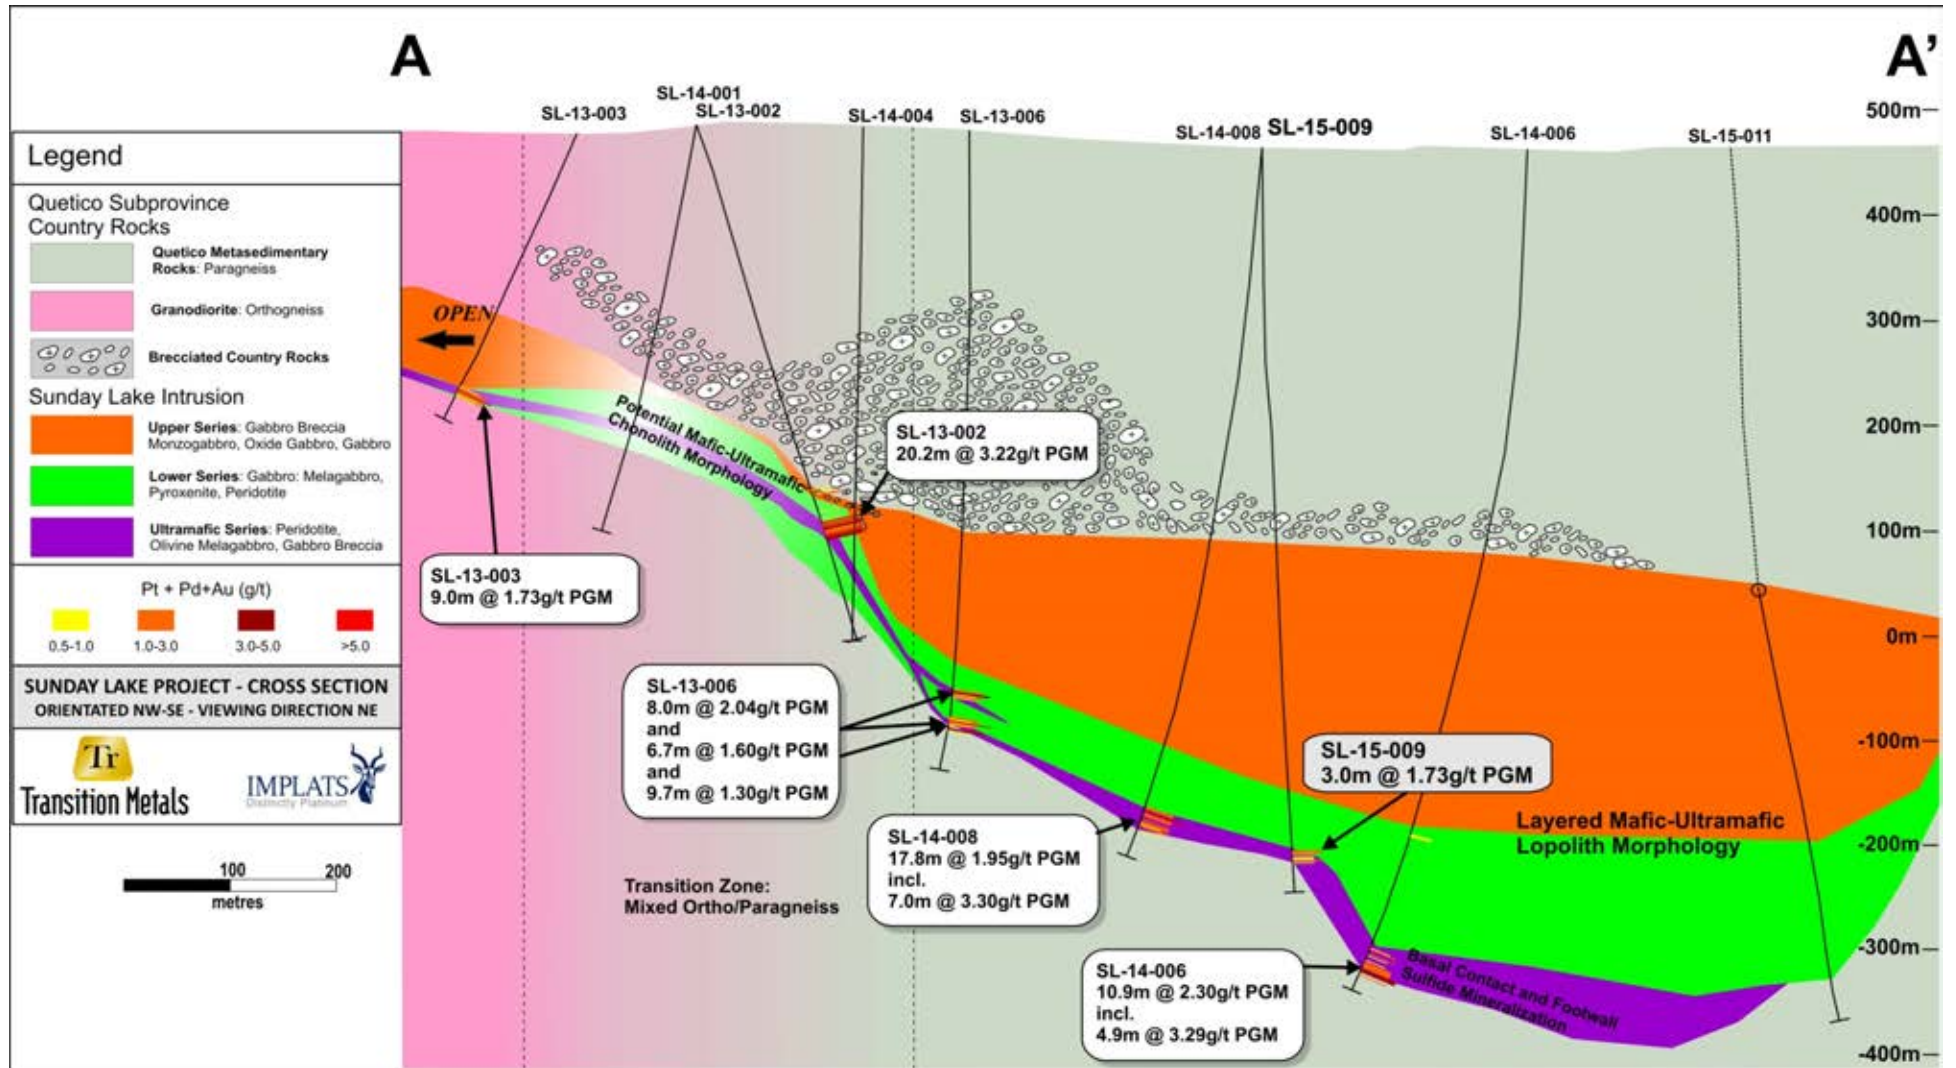 A
A'
SL-14-001
SL-13-003
SL-13-002
SL-14-004
SL-13-006
SL-14-008
SL-15-009
SL-14-006
SL-15-011
500m
400m
300m
200m
100m
0m
-100m
-200m
-300m
-400m
Legend
Quetico Subprovince
Country Rocks
Quetico Metasedimentary
Rocks: Paragneiss
Granodiorite: Orthogneiss
Brecciated Country Rocks
Sunday Lake Intrusion
Upper Series: Gabbro Breccia
Monzogabbro, Oxide Gabbro, Gabbro
Lower Series: Gabbro: Melagabbro,
Pyroxenite, Peridotite
Ultramafic Series: Peridotite,
Olivine Melagabbro, Gabbro Breccia
Pt + Pd+Au (g/t)
0.5-1.0
1.0-3.0
3.0-5.0
>5.0
SUNDAY LAKE PROJECT - CROSS SECTION
ORIENTATED NW-SE - VIEWING DIRECTION NE
Tr
Transition Metals
IMPLATS
Distinctly Platinum
100
200
metres
OPEN
Potential Mafic-Ultramafic
Chonolith Morphology
SL-13-002
20.2m @ 3.22g/t PGM
SL-13-003
9.0m @ 1.73g/t PGM
SL-13-006
8.0m @ 2.04g/t PGM
and
6.7m @ 1.60g/t PGM
and
9.7m @ 1.30g/t PGM
SL-15-009
3.0m @ 1.73g/t PGM
Layered Mafic-Ultramafic
Lopolith Morphology
SL-14-008
17.8m @ 1.95g/t PGM
incl.
7.0m @ 3.30g/t PGM
Transition Zone:
Mixed Ortho/Paragneiss
SL-14-006
10.9m @ 2.30g/t PGM
incl.
4.9m @ 3.29g/t PGM
Basal Contact and Footwall
Sulfide Mineralization